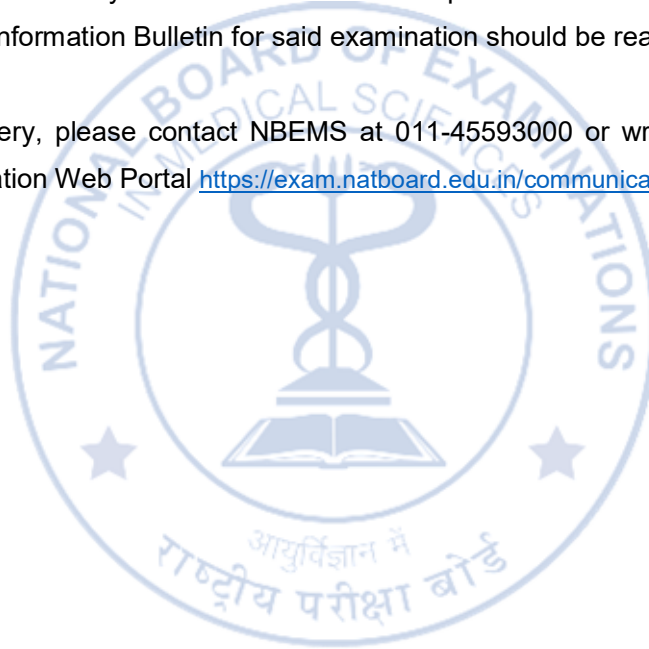 nformation Bulletin for said examination should be rea
ery, please contact NBEMS at 011-45593000 or wr
ation Web Portal https://exam.natboard.edu.in/communica
NATIONAL BOARD OF EXAMINATIONS
IN MEDICAL SCIENCES
आयुर्विज्ञान में
राष्ट्रीय परीक्षा बोर्ड